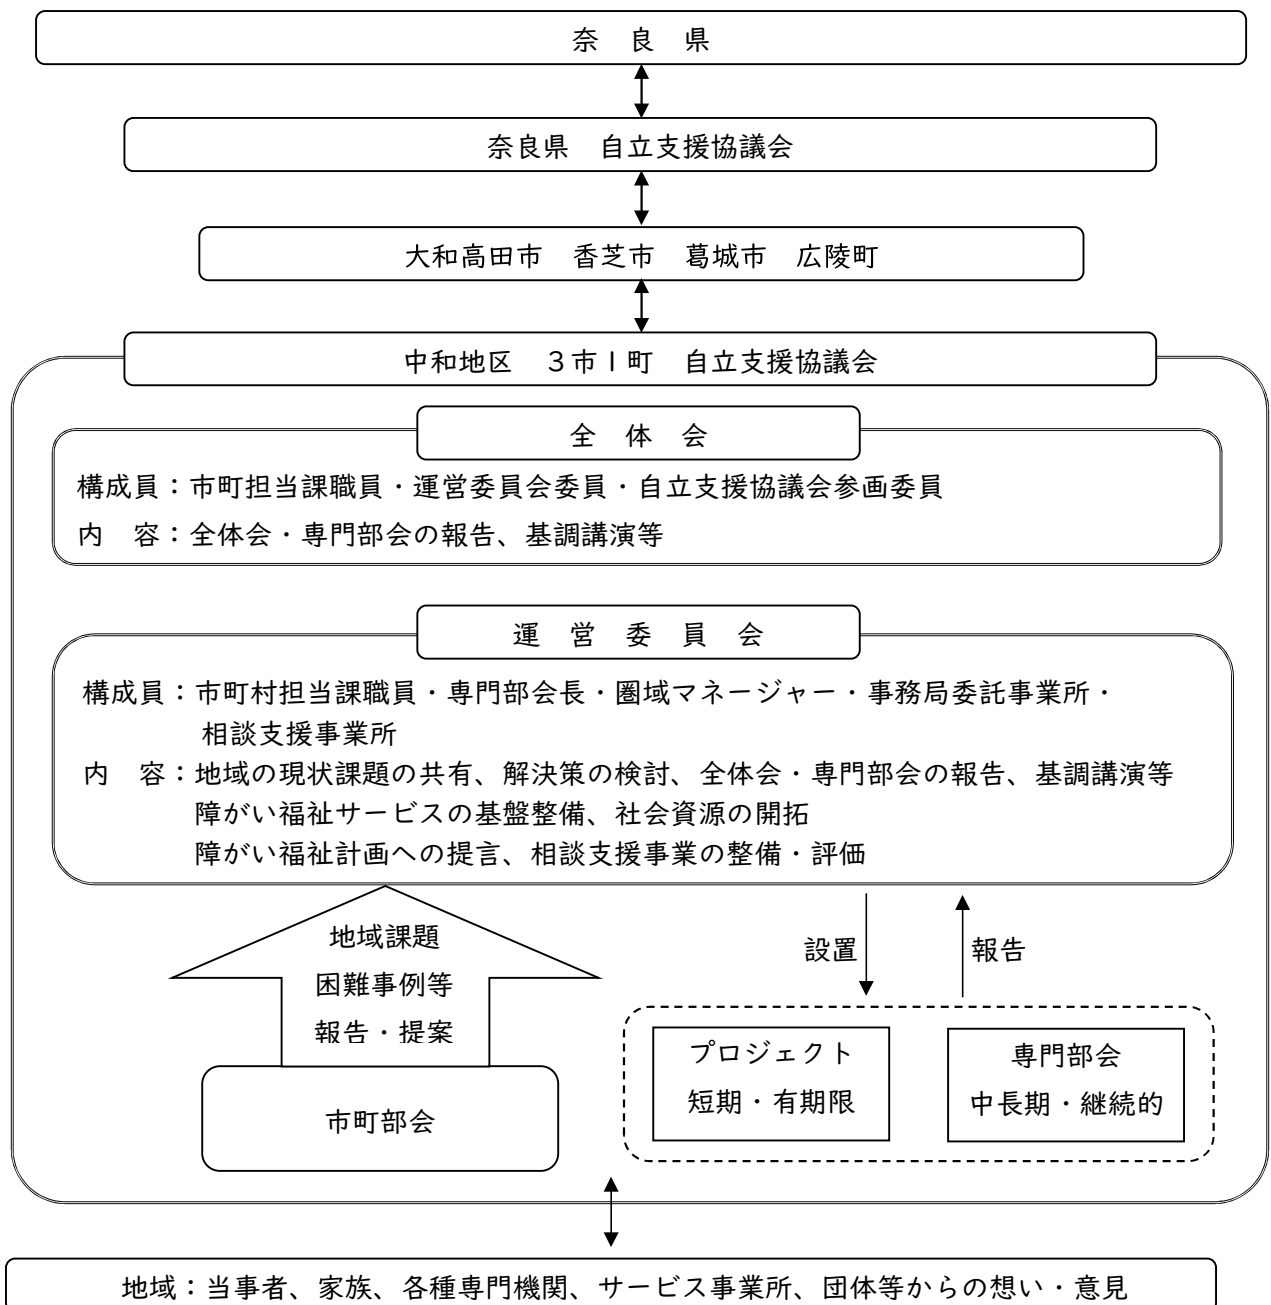 奈　良　県
奈良県　自立支援協議会
大和高田市　香芝市　葛城市　広陵町
中和地区　３市１町　自立支援協議会
全　体　会
構成員：市町担当課職員・運営委員会委員・自立支援協議会参画委員
内　容：全体会・専門部会の報告、基調講演等
運　営　委　員　会
構成員：市町村担当課職員・専門部会長・圏域マネージャー・事務局委託事業所・
相談支援事業所
内　容：地域の現状課題の共有、解決策の検討、全体会・専門部会の報告、基調講演等
障がい福祉サービスの基盤整備、社会資源の開拓
障がい福祉計画への提言、相談支援事業の整備・評価
地域課題
困難事例等
報告・提案
市町部会
設置
報告
プロジェクト
短期・有期限
専門部会
中長期・継続的
地域：当事者、家族、各種専門機関、サービス事業所、団体等からの想い・意見